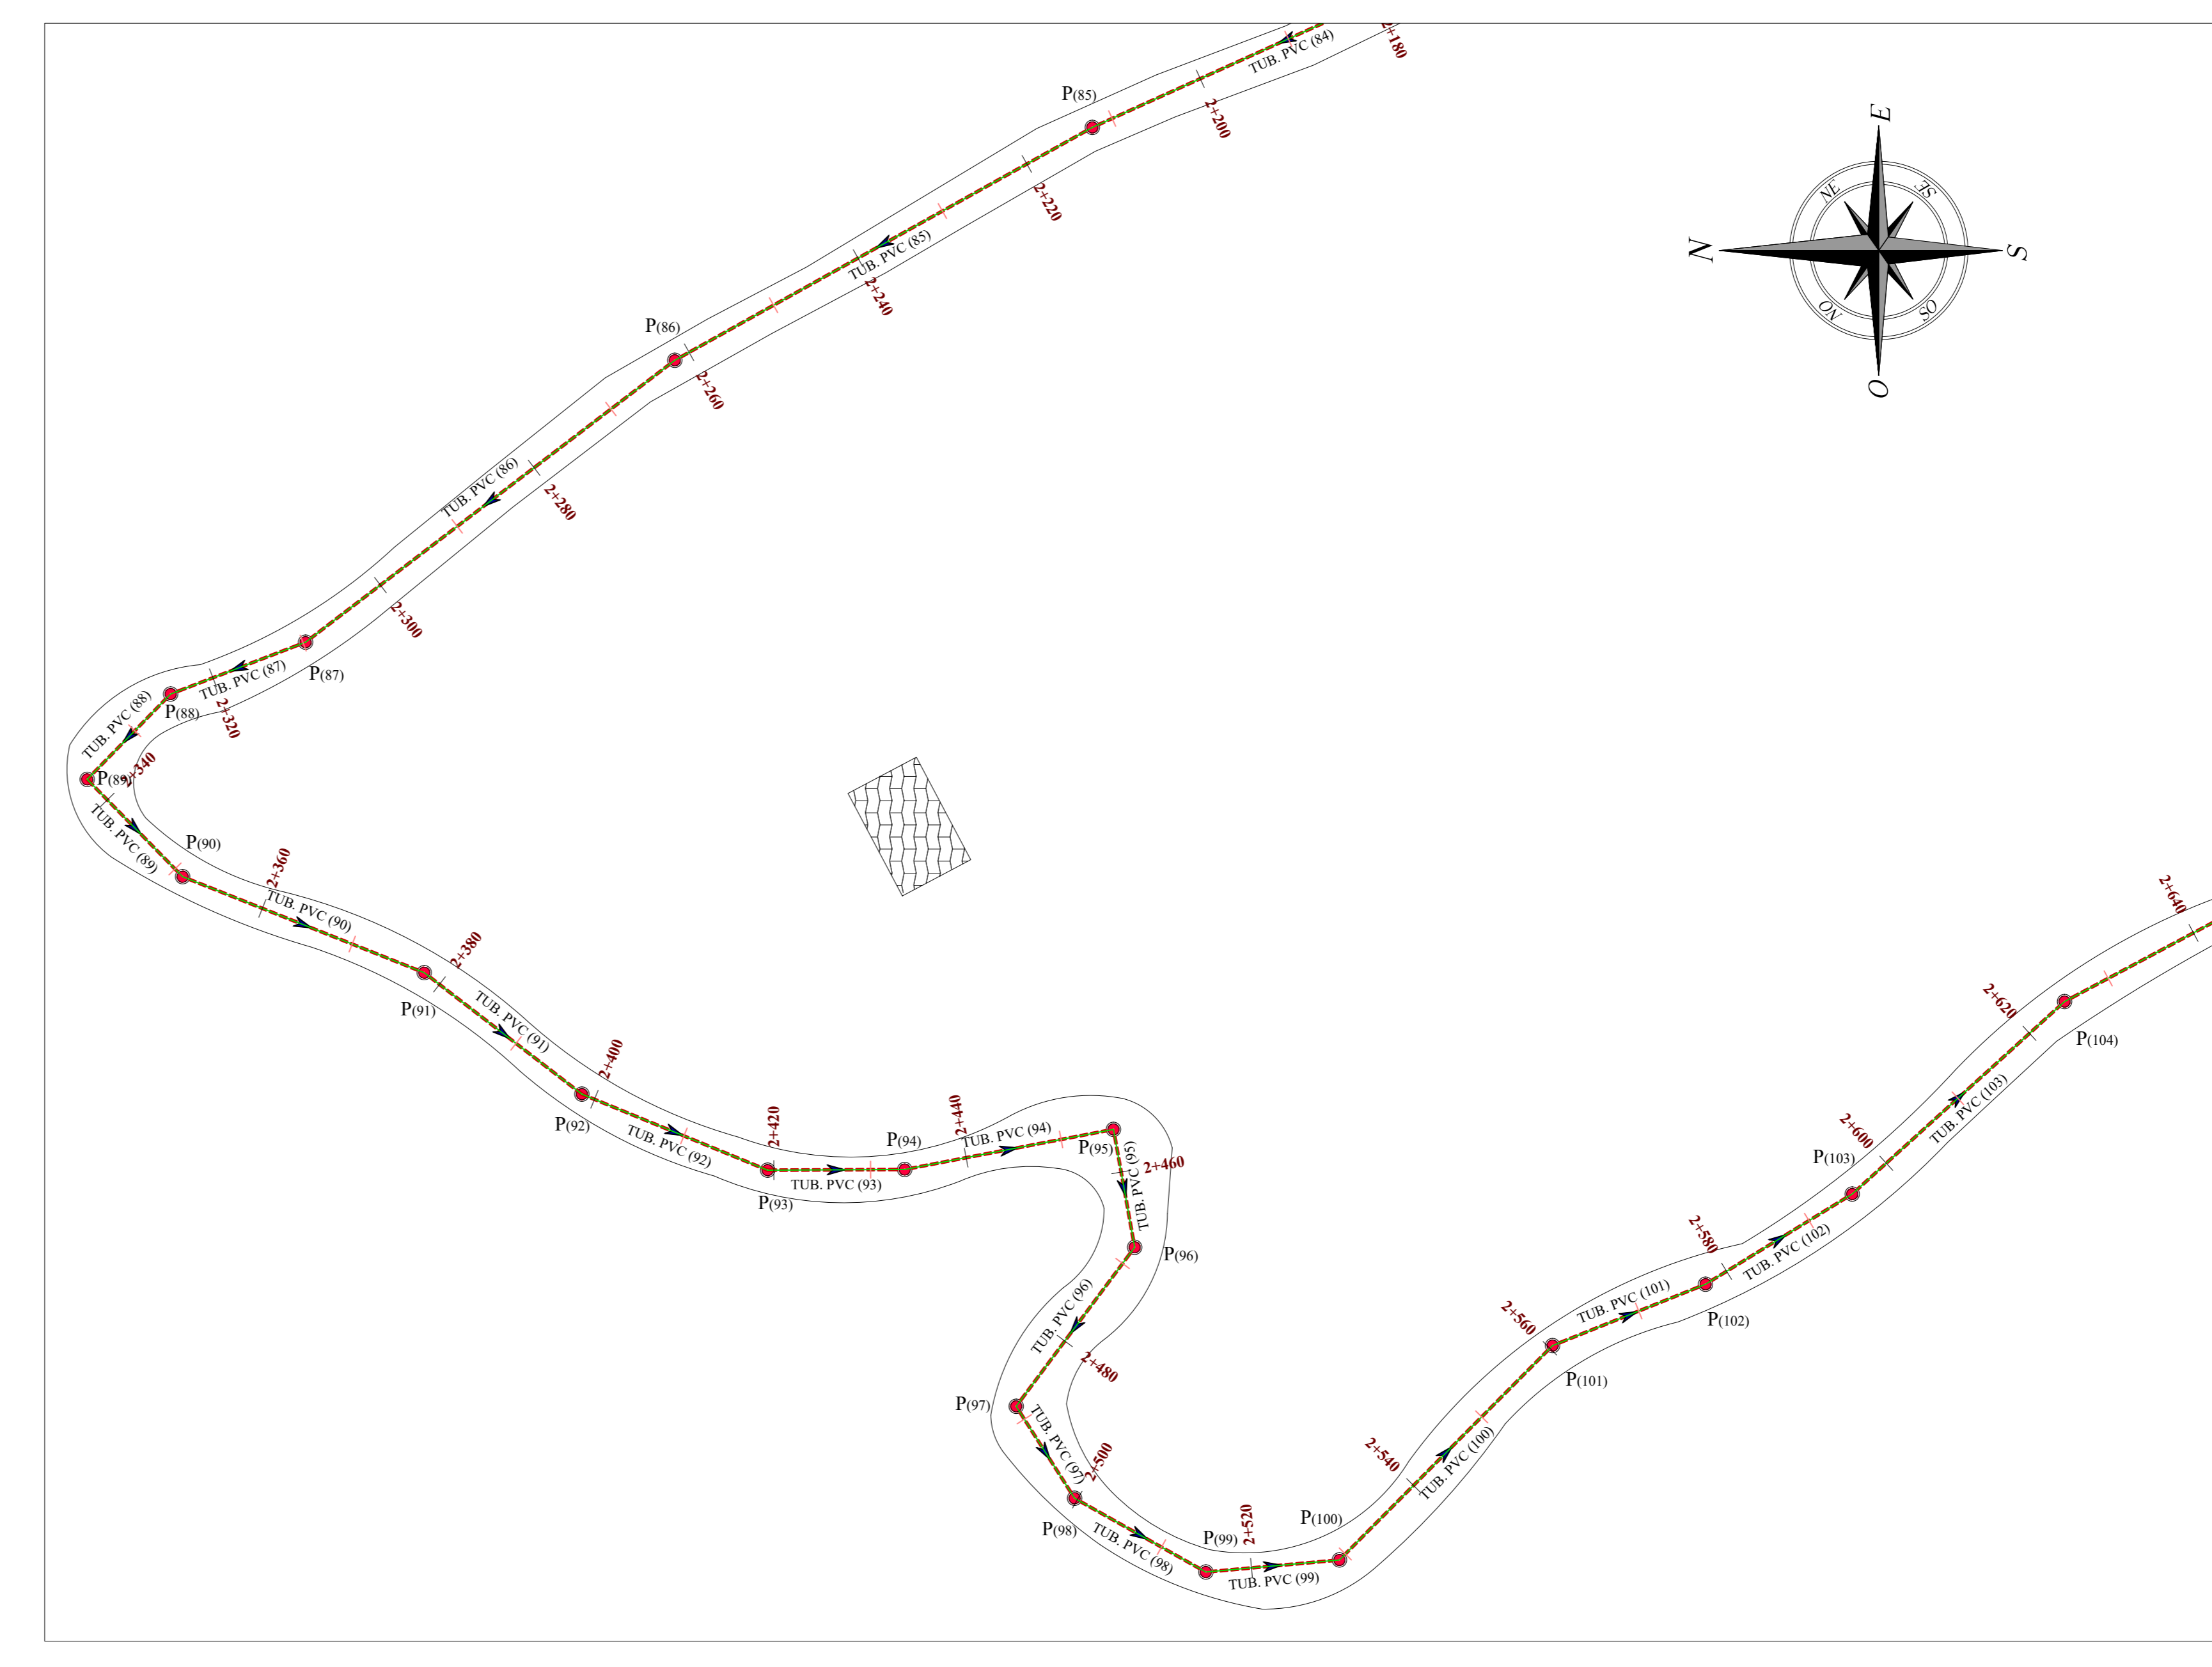 2+180
TUB. PVC (84)
2+200
P(85)
2+220
TUB. PVC (85)
2+240
P(86)
2+260
TUB. PVC (86)
2+280
2+300
P(87)
TUB. PVC (87)
2+320
P(88)
TUB. PVC (88)
P(89)
2+340
TUB. PVC (89)
P(90)
2+360
TUB. PVC (90)
P(91)
2+380
TUB. PVC (91)
P(92)
2+400
TUB. PVC (92)
2+420
P(93)
TUB. PVC (93)
P(94)
2+440
TUB. PVC (94)
P(95)
TUB. PVC (95)
2+460
P(96)
TUB. PVC (96)
2+480
P(97)
TUB. PVC (97)
2+500
P(98)
TUB. PVC (98)
P(99)
2+520
TUB. PVC (99)
P(100)
2+540
TUB. PVC (100)
2+560
P(101)
TUB. PVC (101)
2+580
P(102)
TUB. PVC (102)
P(103)
2+600
TUB. PVC (103)
2+620
P(104)
2+640
E
NE
SE
N
S
NO
SO
O